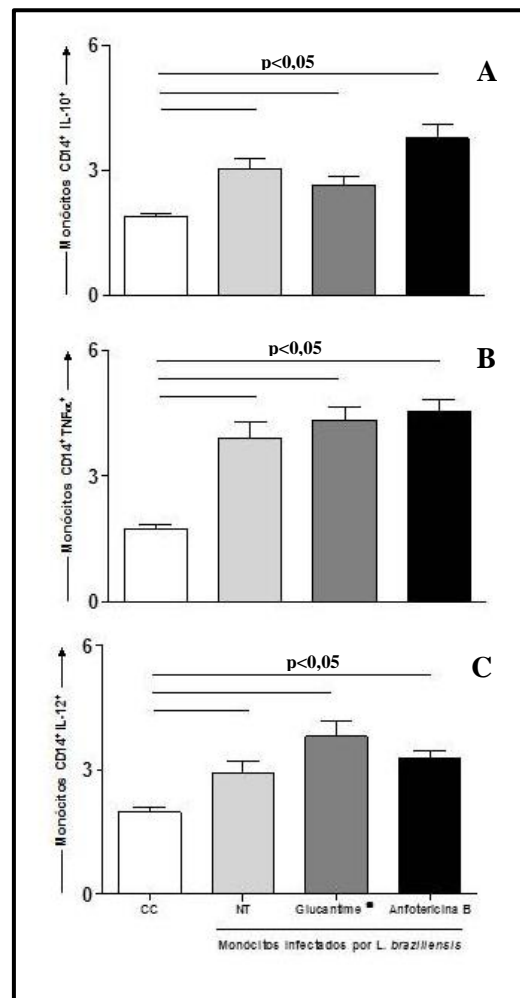 6
p<0,05
A
Monócitos CD14⁺ IL-10⁺
3
0
6
p<0,05
B
Monócitos CD14⁺TNFα⁺
3
0
6
p<0,05
C
Monócitos CD14⁺ IL-12⁺
3
0
CC NT Glucantime Anfotericina B
Monócitos infectados por L. braziliensis